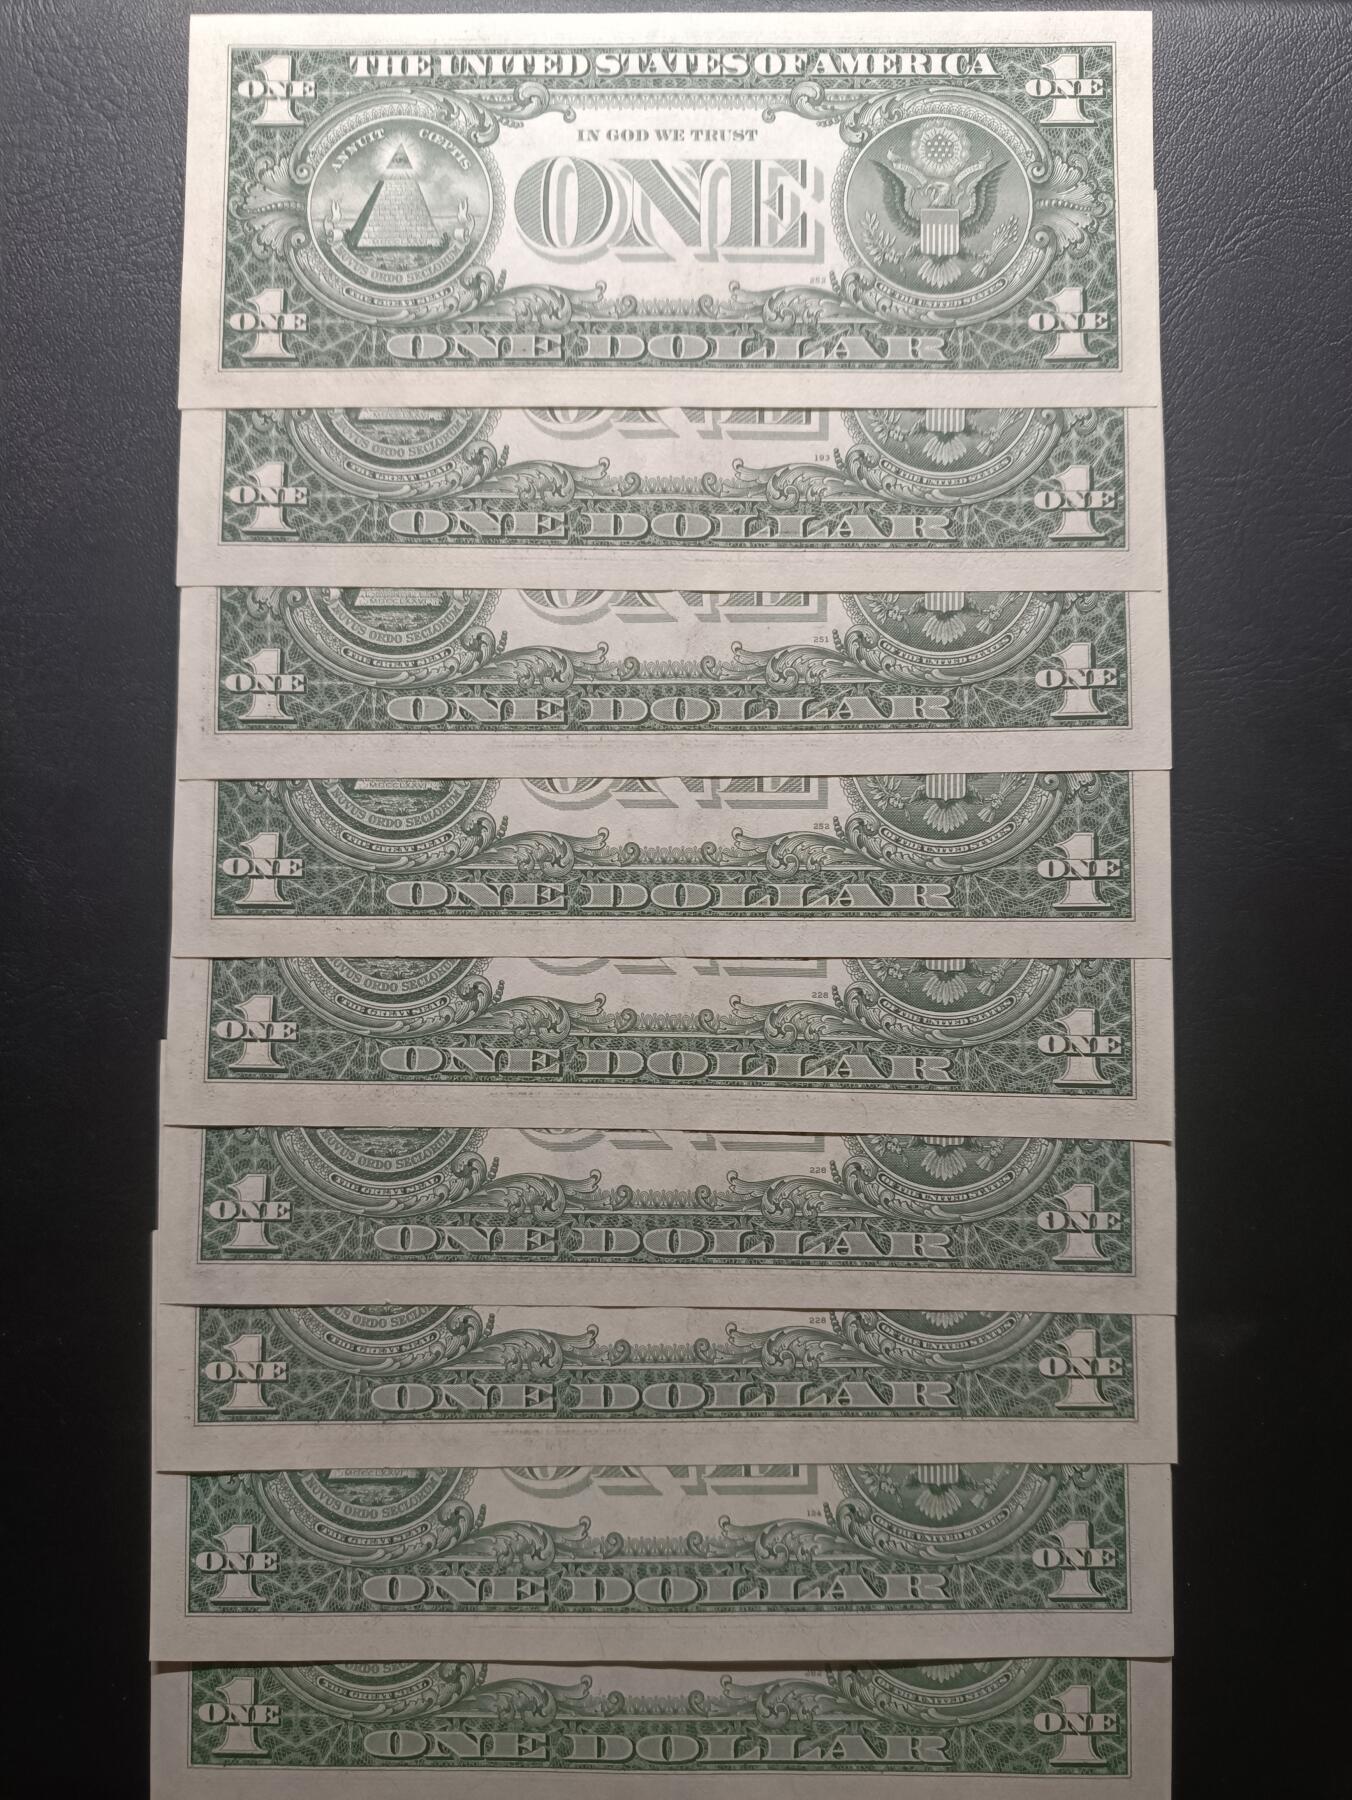 THE UNITED STATES OF AMERICA
ONE 1 ONE 1
ANNUIT CŒPTIS
IN GOD WE TRUST
ONE
NOVUS ORDO SECLORUM
252
THE GREAT SEAL OF THE UNITED STATES
ONE 1 ONE DOLLAR ONE 1
ONE
MDCCLXXVI
NOVUS ORDO SECLORUM
193
THE GREAT SEAL OF THE UNITED STATES
ONE 1 ONE DOLLAR ONE 1
ONE
MDCCLXXVI
NOVUS ORDO SECLORUM
251
THE GREAT SEAL OF THE UNITED STATES
ONE 1 ONE DOLLAR ONE 1
ONE
MDCCLXXVI
NOVUS ORDO SECLORUM
252
THE GREAT SEAL OF THE UNITED STATES
ONE 1 ONE DOLLAR ONE 1
NOVUS ORDO SECLORUM
228
THE GREAT SEAL OF THE UNITED STATES
ONE 1 ONE DOLLAR ONE 1
ONE
NOVUS ORDO SECLORUM
228
THE GREAT SEAL OF THE UNITED STATES
ONE 1 ONE DOLLAR ONE 1
228
THE GREAT SEAL OF THE UNITED STATES
ONE 1 ONE DOLLAR ONE 1
ONE
MDCCLXXVI
NOVUS ORDO SECLORUM
124
THE GREAT SEAL OF THE UNITED STATES
ONE 1 ONE DOLLAR ONE 1
THE GREAT SEAL OF THE UNITED STATES
ONE 1 ONE DOLLAR ONE 1